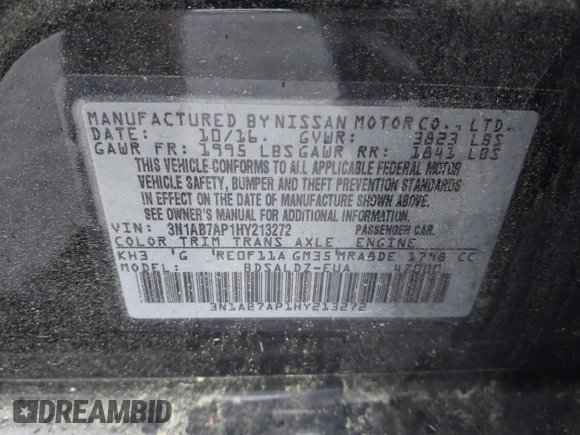 MANUFACTURED BY NISSAN MOTOR CO., LTD.
DATE: 10/16 GVWR: 3823 LBS
GAWR FR: 1995 LBS GAWR RR: 1841 LBS
THIS VEHICLE CONFORMS TO ALL APPLICABLE FEDERAL MOTOR
VEHICLE SAFETY, BUMPER AND THEFT PREVENTION STANDARDS
IN EFFECT ON THE DATE OF MANUFACTURE SHOWN ABOVE.
SEE OWNER'S MANUAL FOR MORE INFORMATION.
VIN: 3N1AB7AP1HY213272 PASSENGER CAR.
COLOR TRIM TRANS AXLE ENGINE
KH3 'G 'RE0F11A GM35 'MRA8DE 1798 CC
BDSALDZ-EUA
3N1AB7AP1HY213272
DREAMBID